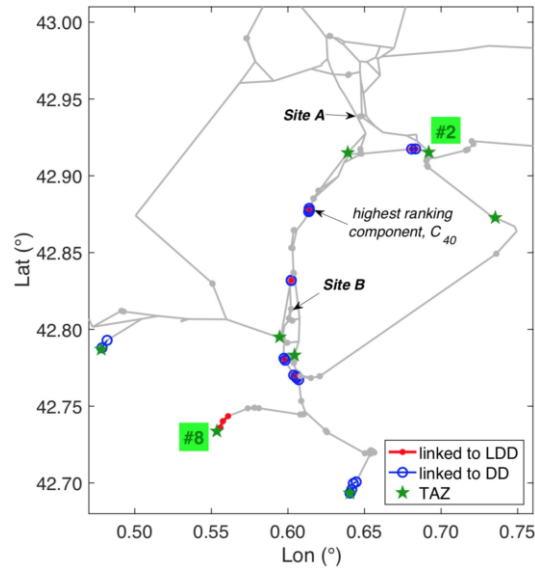 43.00
42.95
42.90
42.85
42.80
42.75
42.70
Lat (°)
Site A
#2
highest ranking
component, C40
Site B
#8
linked to LDD
linked to DD
TAZ
0.50 0.55 0.60 0.65 0.70 0.75
Lon (°)